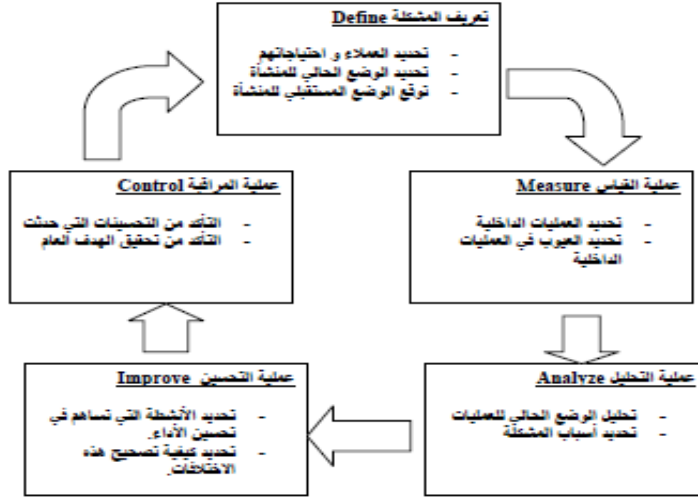 تعريف المشكلة Define
- تحديد العملاء و احتياجاتهم
- تحديد الوضع الحالي للمنشأة
- توقع الوضع المستقبلي للمنشأة
عملية القياس Measure
- تحديد العمليات الداخلية
- تحديد العيوب في العمليات
الداخلية
عملية التحليل Analyze
- تحليل الوضع الحالي للعمليات
- تحديد أسباب المشكلة
عملية التحسين Improve
- تحديد الأنشطة التي تساهم في
تحسين الأداء.
- تحديد كيفية تصحيح هذه
الاختلافات.
عملية المراقبة Control
- التأكد من التحسينات التي حدثت
- التأكد من تحقيق الهدف العام